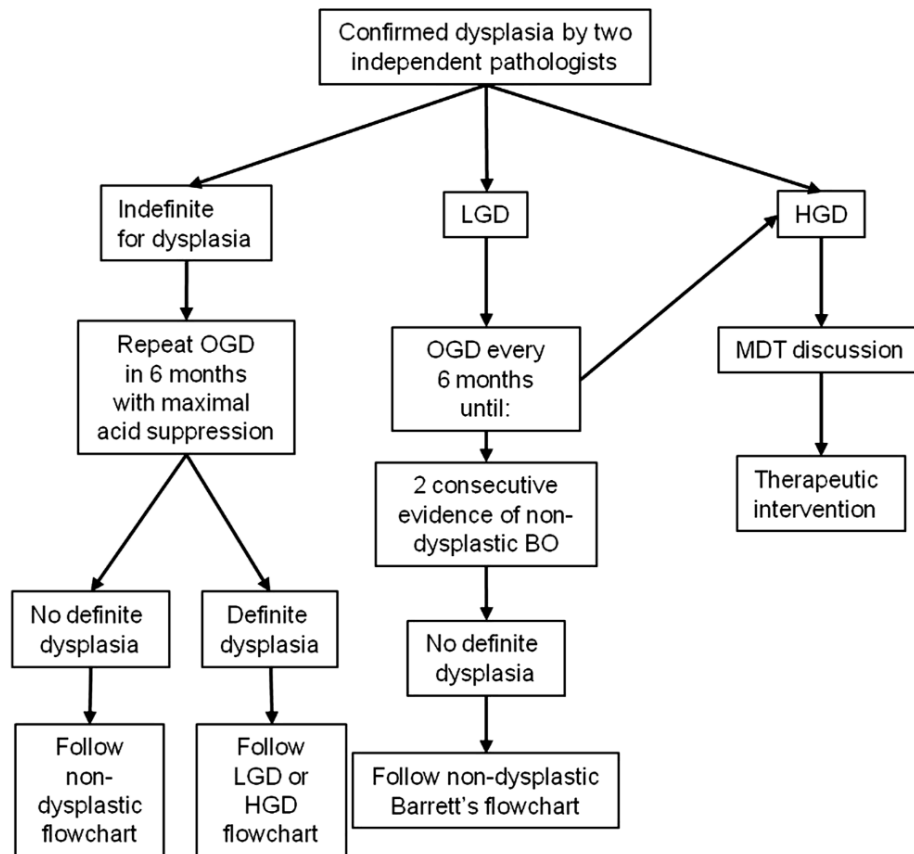 Confirmed dysplasia by two
independent pathologists
Indefinite
for dysplasia
LGD
HGD
Repeat OGD
in 6 months
with maximal
acid suppression
OGD every
6 months
until:
MDT discussion
2 consecutive
evidence of non-
dysplastic BO
Therapeutic
intervention
No definite
dysplasia
Definite
dysplasia
No definite
dysplasia
Follow
non-
dysplastic
flowchart
Follow
LGD or
HGD
flowchart
Follow non-dysplastic
Barrett’s flowchart